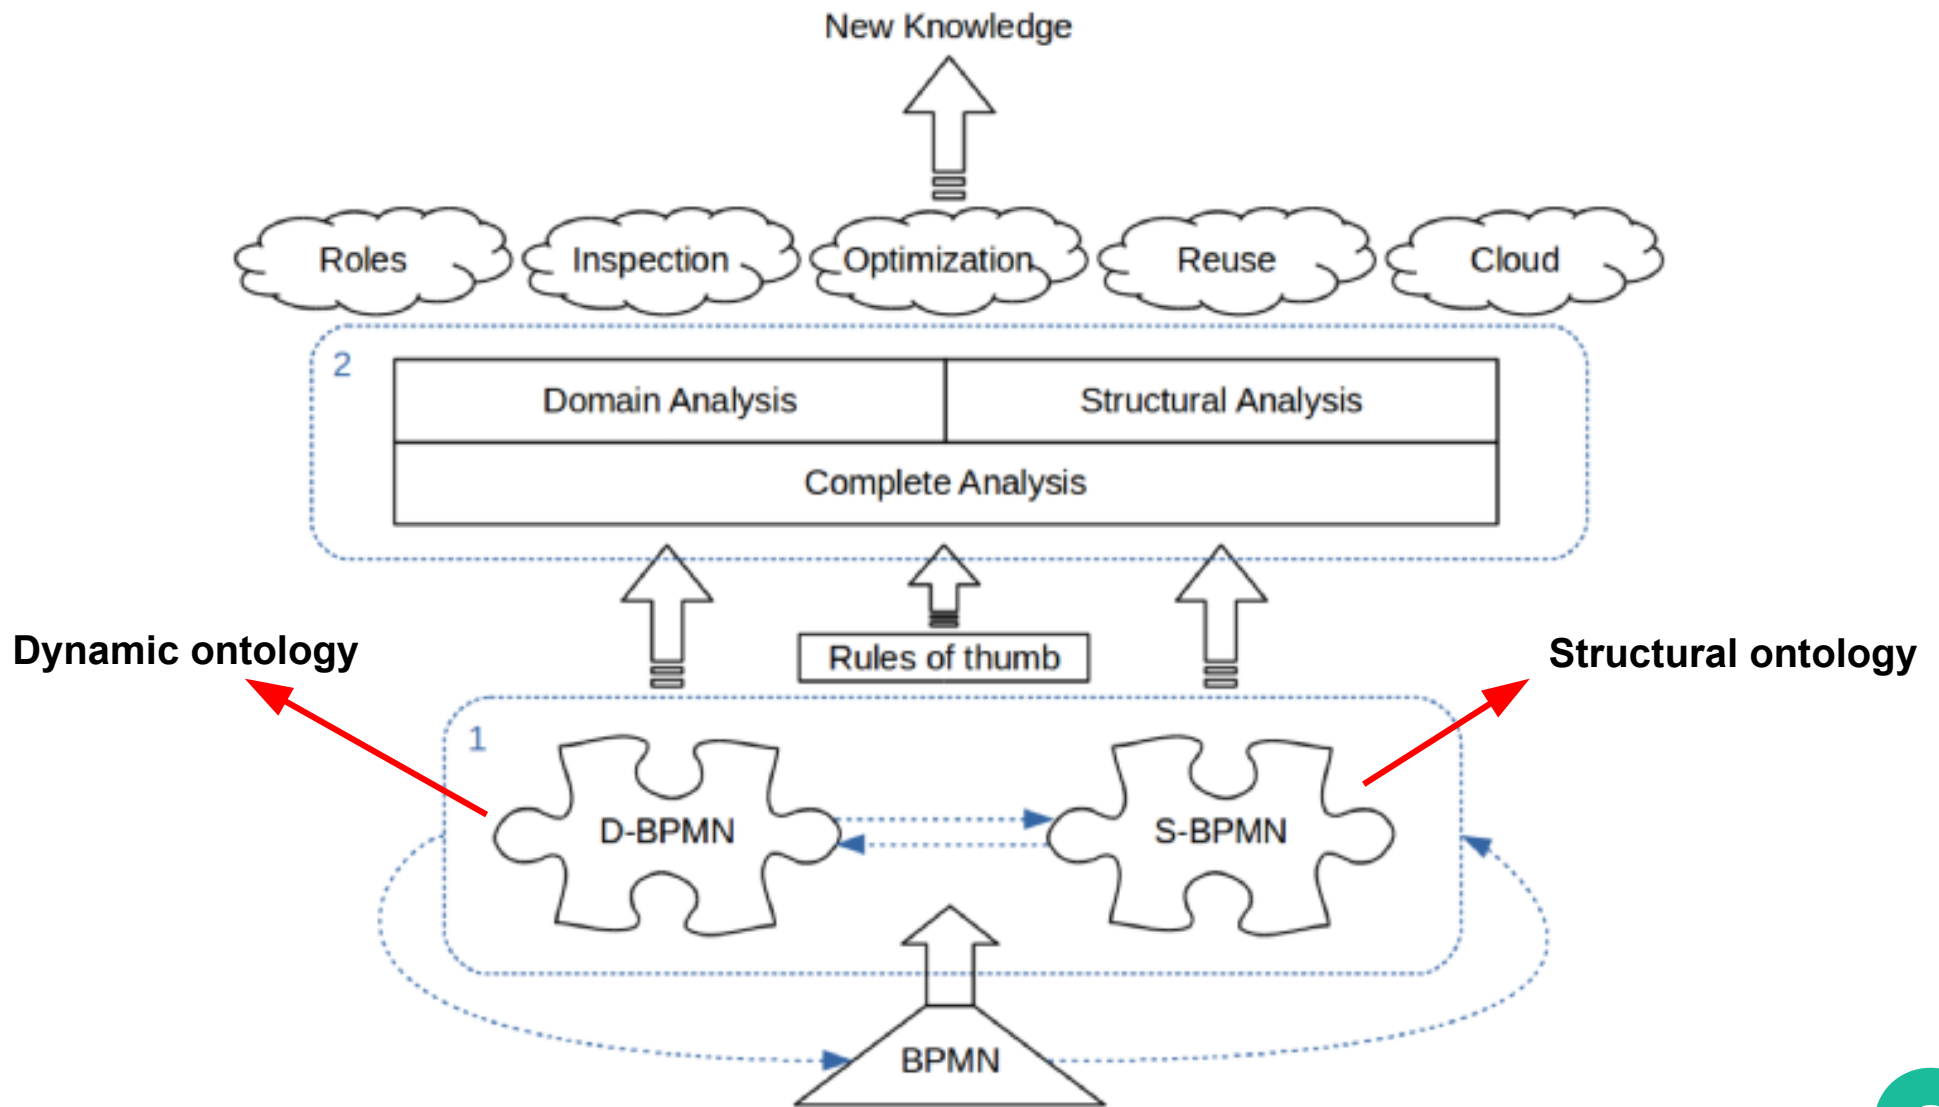 New Knowledge
Roles
Inspection
Optimization
Reuse
Cloud
2
Domain Analysis
Structural Analysis
Complete Analysis
Dynamic ontology
Rules of thumb
Structural ontology
1
D-BPMN
S-BPMN
BPMN